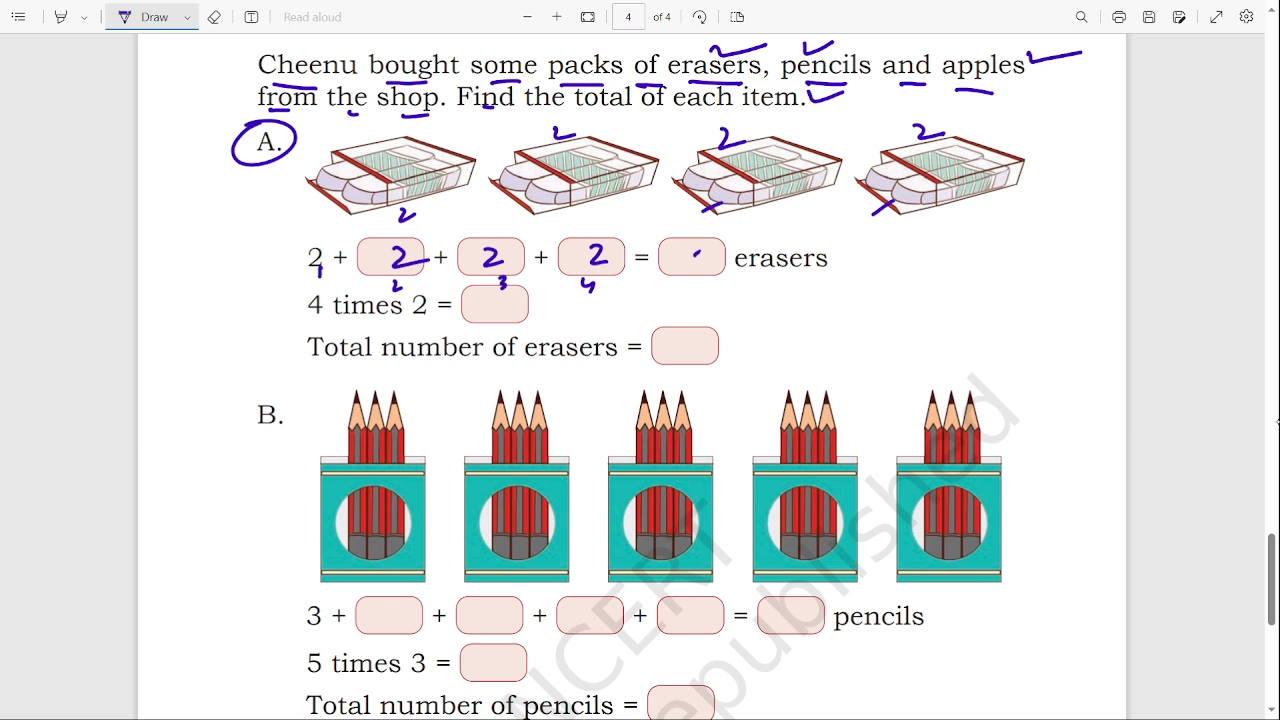 Draw
Read aloud
4 of 4
Cheenu bought some packs of erasers, pencils and apples
from the shop. Find the total of each item.
A.
2 2 2
2
2 + 2 + 2 + 2 = erasers
1 2 3 4
4 times 2 =
Total number of erasers =
B.
3 + + + + = pencils
5 times 3 =
Total number of pencils =
NCERT
republished